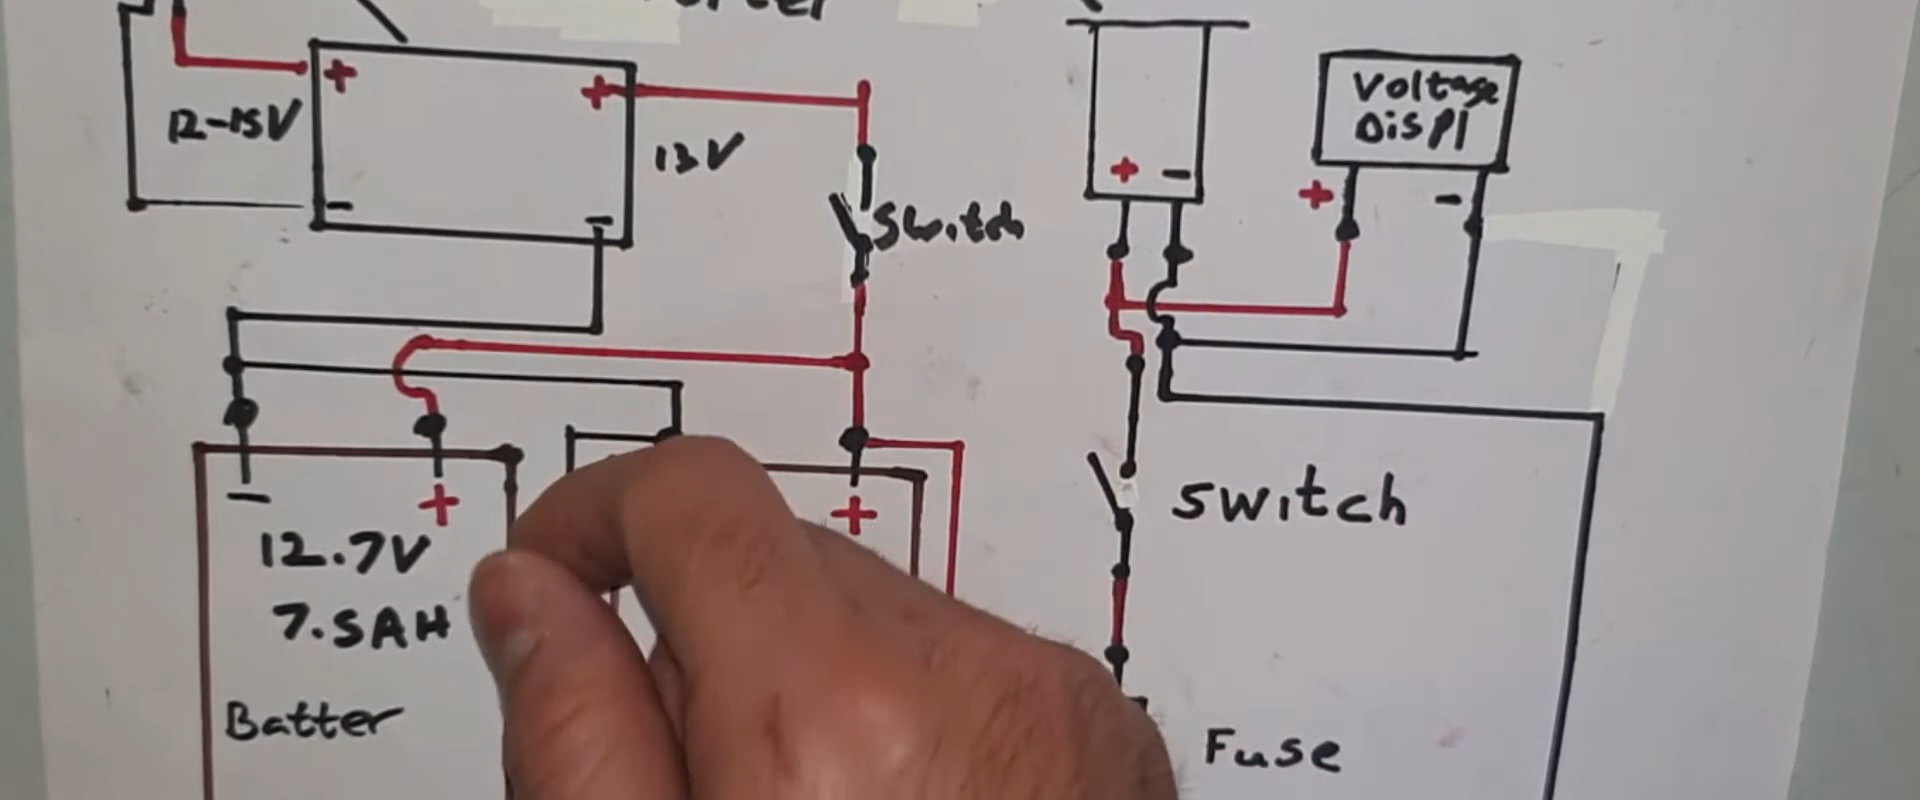 + +
12-15V
13V
- -
Switch
+ -
Voltage
DiSPl
+ -
- +
12.7V
7.5AH
Batter
+
SWitch
Fuse